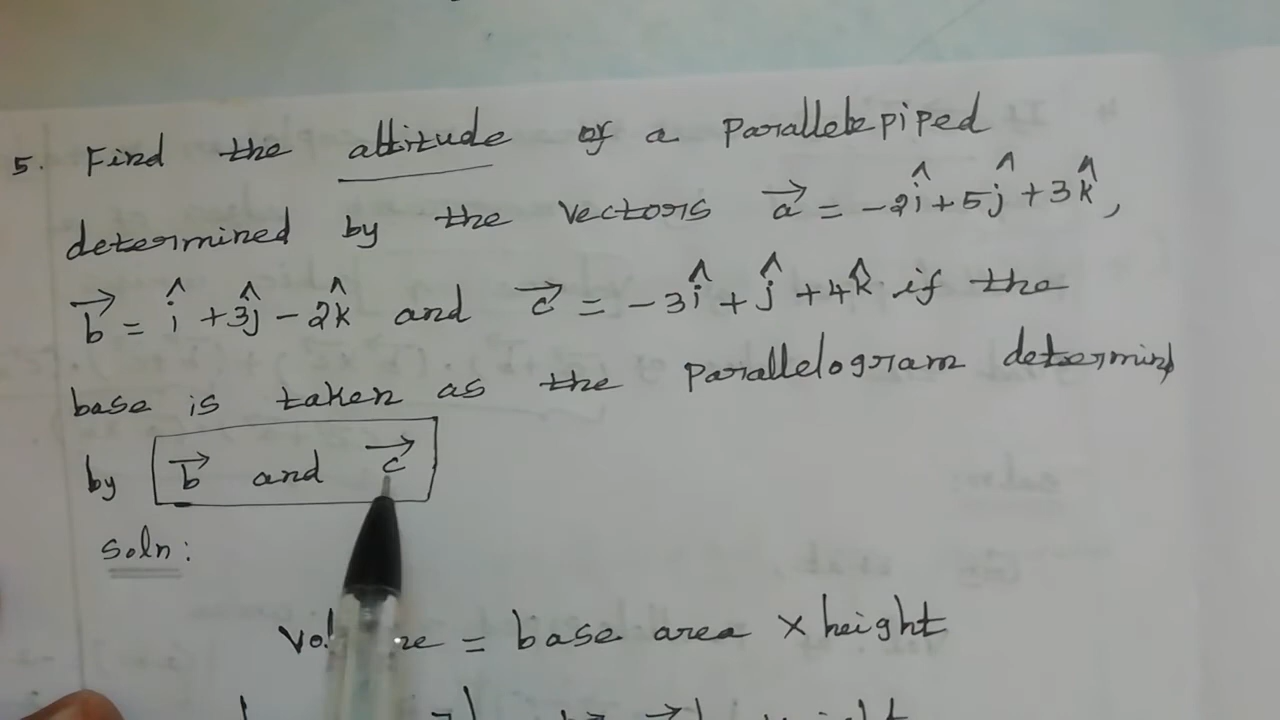 5. Find the altitude of a parallelepiped
determined by the vectors a⃗ = -2î + 5ĵ + 3k̂,
b⃗ = î + 3ĵ - 2k̂ and c⃗ = -3î + ĵ + 4k̂ if the
base is taken as the parallelogram determin
by b⃗ and c⃗
Soln:
= base area × height